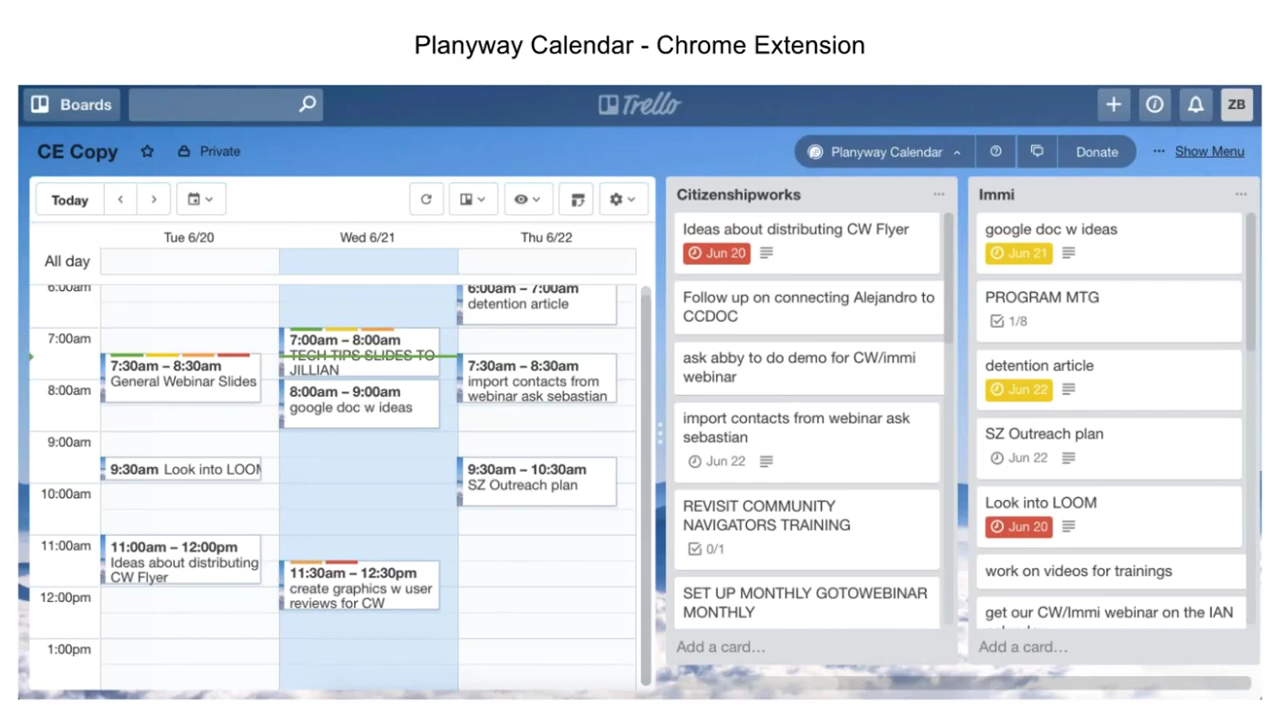 Planyway Calendar - Chrome Extension
Boards
Trello
ZB
CE Copy
Private
Planyway Calendar
Donate
Show Menu
Today
Tue 6/20
Wed 6/21
Thu 6/22
All day
6:00am
7:00am
8:00am
9:00am
10:00am
11:00am
12:00pm
1:00pm
7:30am – 8:30am
General Webinar Slides
9:30am Look into LOOM
11:00am – 12:00pm
Ideas about distributing
CW Flyer
7:00am – 8:00am
TECH TIPS SLIDES TO
JILLIAN
8:00am – 9:00am
google doc w ideas
11:30am – 12:30pm
create graphics w user
reviews for CW
6:00am – 7:00am
detention article
7:30am – 8:30am
import contacts from
webinar ask sebastian
9:30am – 10:30am
SZ Outreach plan
Citizenshipworks
Ideas about distributing CW Flyer
Jun 20
Follow up on connecting Alejandro to
CCDOC
ask abby to do demo for CW/immi
webinar
import contacts from webinar ask
sebastian
Jun 22
REVISIT COMMUNITY
NAVIGATORS TRAINING
0/1
SET UP MONTHLY GOTOWEBINAR
MONTHLY
Add a card…
Immi
google doc w ideas
Jun 21
PROGRAM MTG
1/8
detention article
Jun 22
SZ Outreach plan
Jun 22
Look into LOOM
Jun 20
work on videos for trainings
get our CW/Immi webinar on the IAN
Add a card…